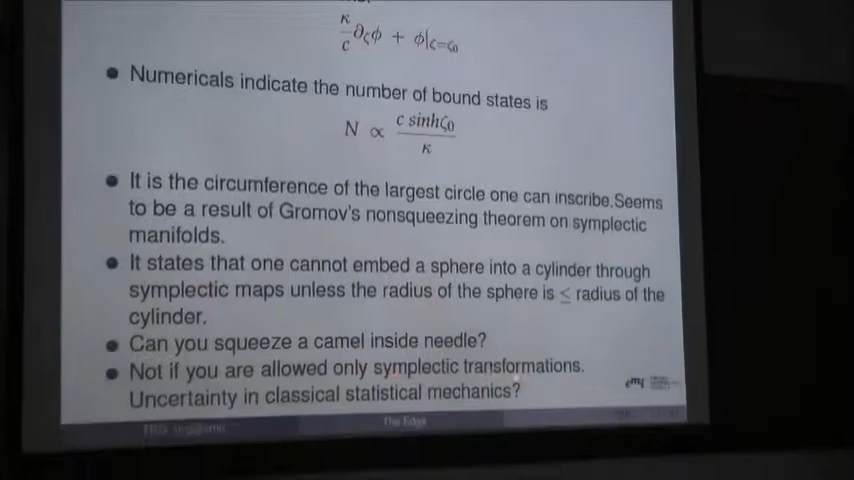 κ/c ∂ζϕ + ϕ|ζ=ζ0
Numericals indicate the number of bound states is
N ∝ c sinhζ0 / κ
It is the circumference of the largest circle one can inscribe.Seems
to be a result of Gromov's nonsqueezing theorem on symplectic
manifolds.
It states that one cannot embed a sphere into a cylinder through
symplectic maps unless the radius of the sphere is ≤ radius of the
cylinder.
Can you squeeze a camel inside needle?
Not if you are allowed only symplectic transformations.
Uncertainty in classical statistical mechanics?
cmi
The Edge